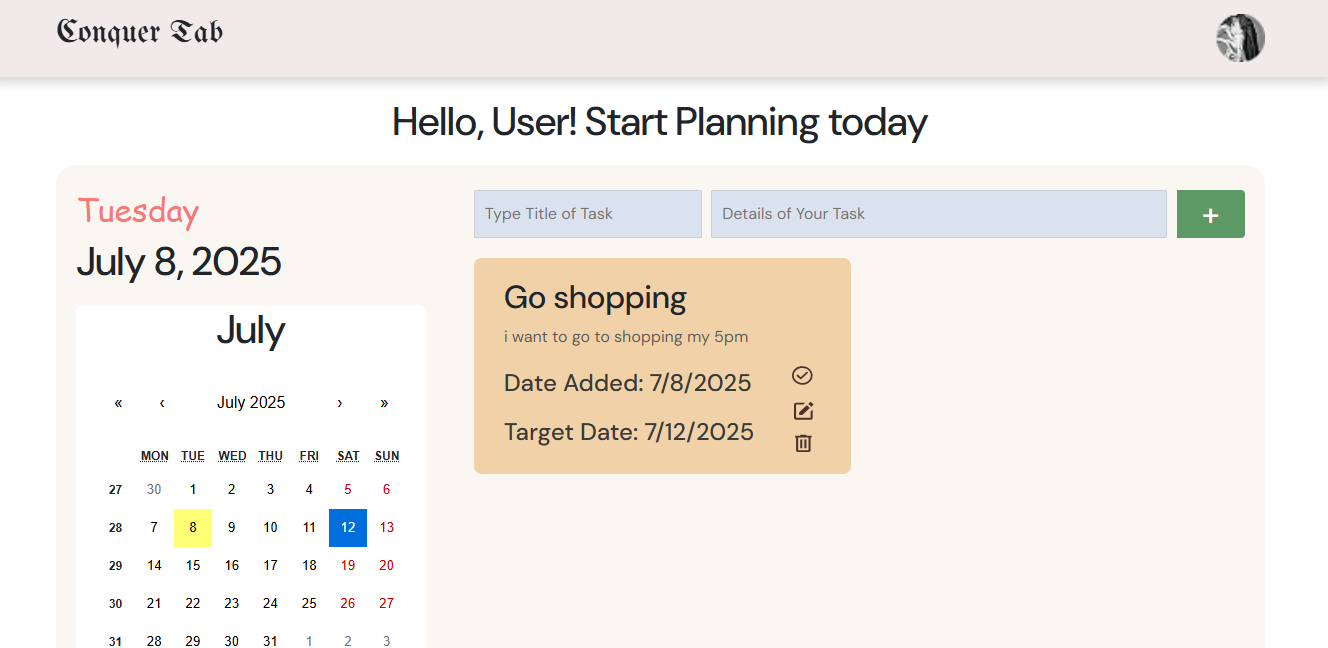 Conquer Tab
Hello, User! Start Planning today
Tuesday
July 8, 2025
July
« ‹ July 2025 › »
MON TUE WED THU FRI SAT SUN
27 30 1 2 3 4 5 6
28 7 8 9 10 11 12 13
29 14 15 16 17 18 19 20
30 21 22 23 24 25 26 27
31 28 29 30 31 1 2 3
Type Title of Task
Details of Your Task
+
Go shopping
i want to go to shopping my 5pm
Date Added: 7/8/2025
Target Date: 7/12/2025